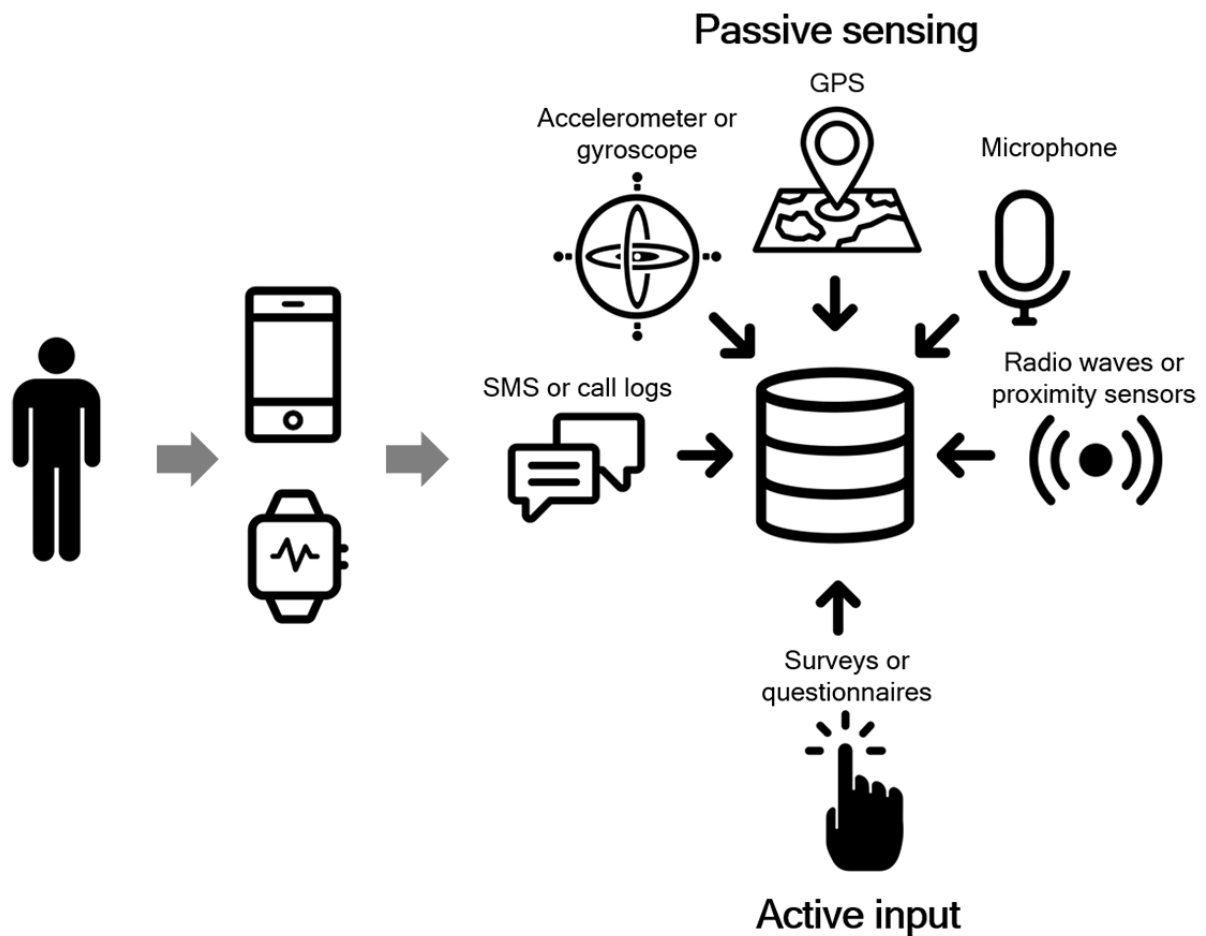 Passive sensing
GPS
Accelerometer or
gyroscope
Microphone
SMS or call logs
Radio waves or
proximity sensors
Surveys or
questionnaires
Active input